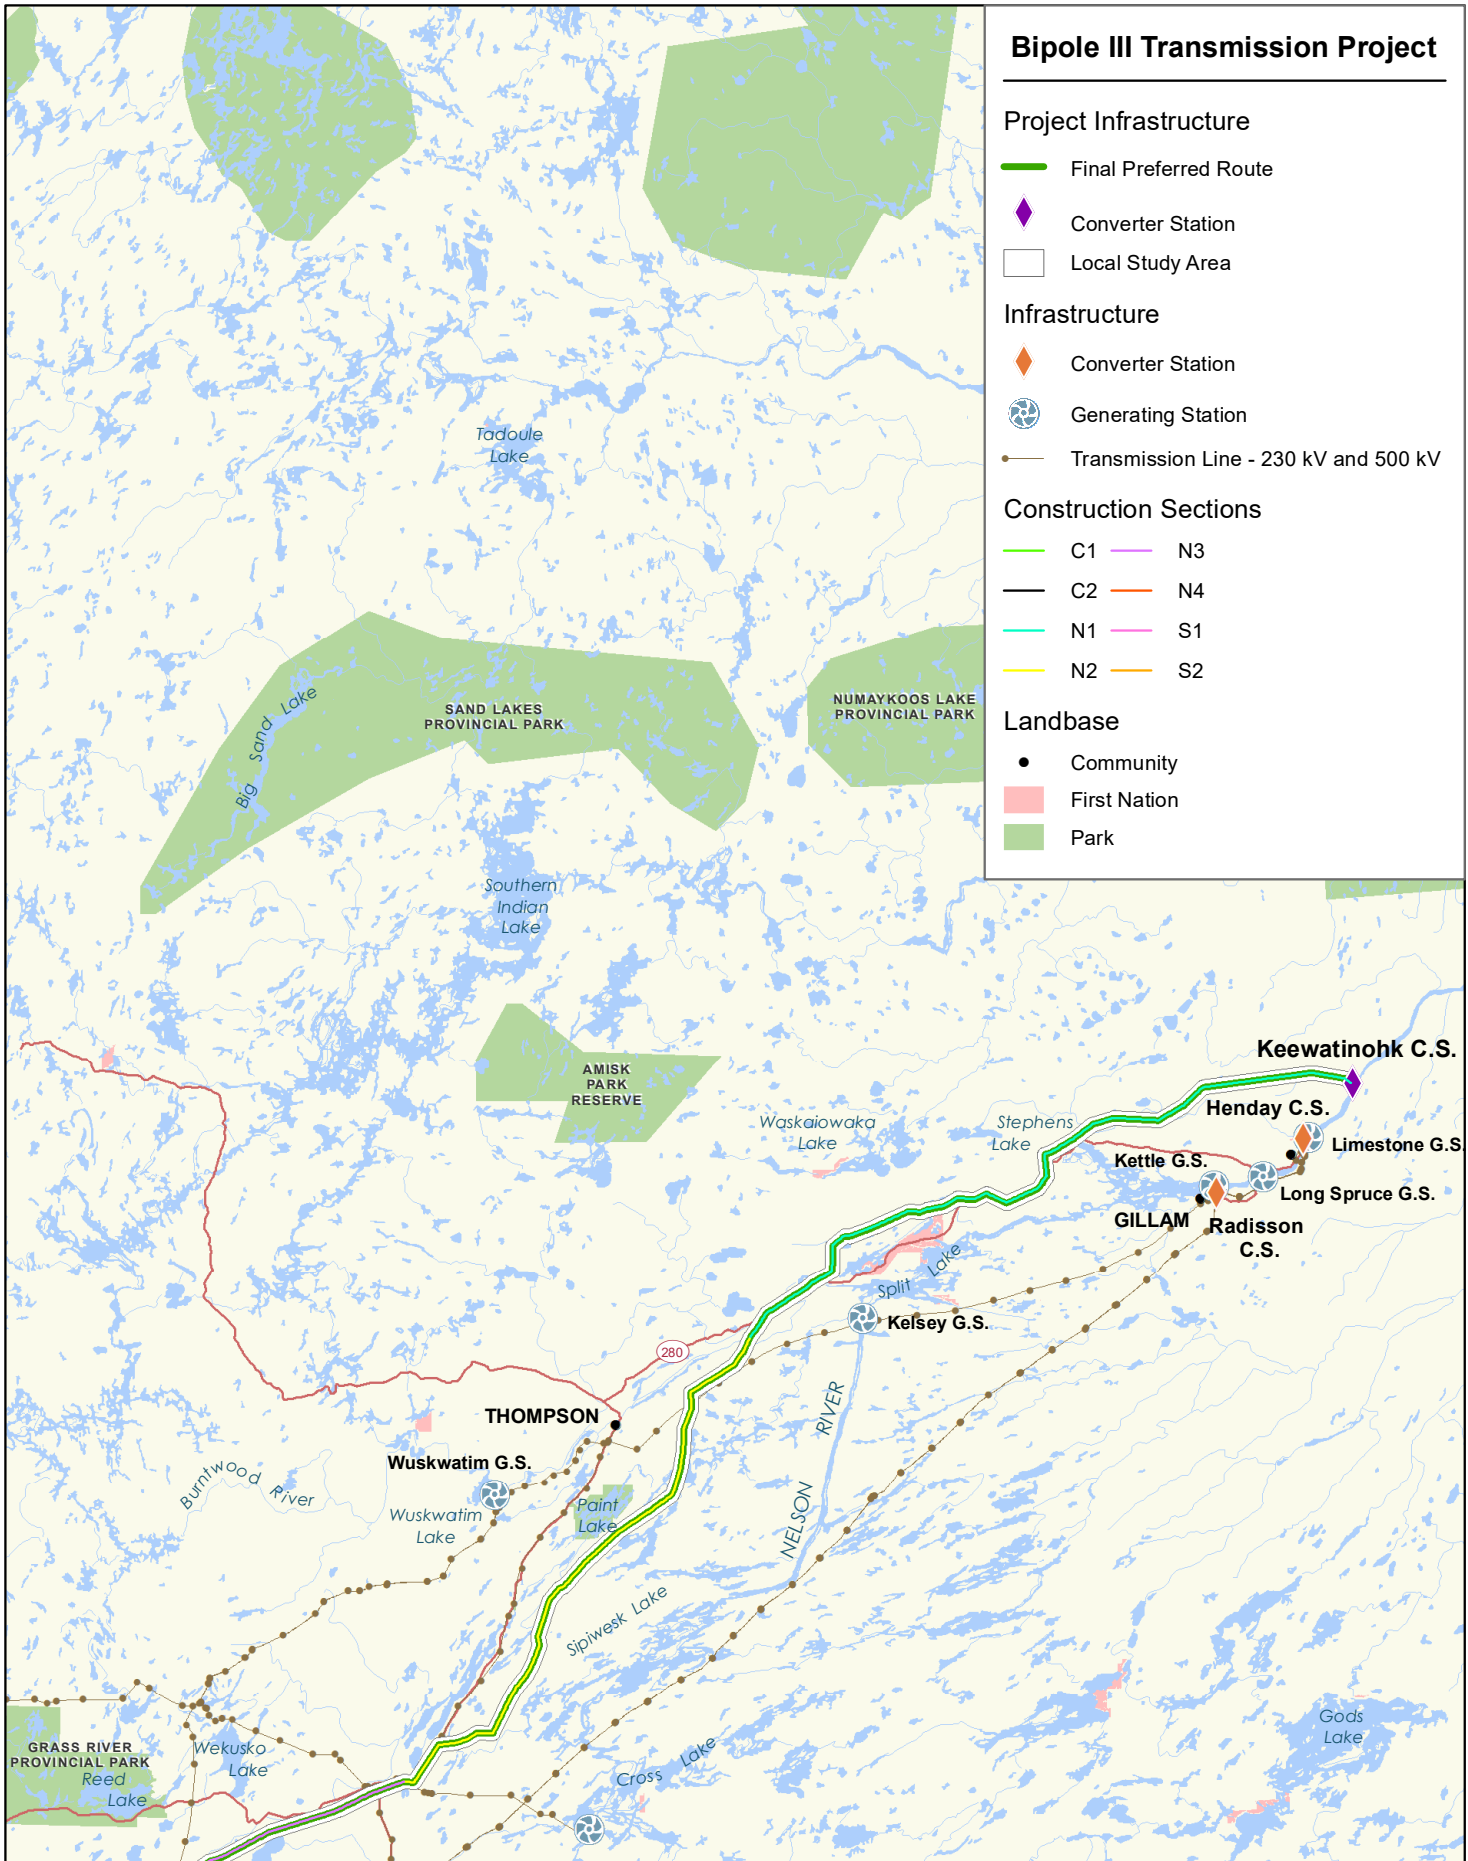 Bipole III Transmission Project
Project Infrastructure
Final Preferred Route
Converter Station
Local Study Area
Infrastructure
Converter Station
Generating Station
Transmission Line - 230 kV and 500 kV
Construction Sections
C1 N3
C2 N4
N1 S1
N2 S2
Landbase
Community
First Nation
Park
Tadoule
Lake
Big Sand Lake
SAND LAKES
PROVINCIAL PARK
NUMAYKOOS LAKE
PROVINCIAL PARK
Southern
Indian
Lake
AMISK
PARK
RESERVE
Keewatinohk C.S.
Henday C.S.
Waskaiowaka
Lake
Stephens
Lake
Limestone G.S.
Kettle G.S.
Long Spruce G.S.
GILLAM
Radisson
C.S.
Split Lake
Kelsey G.S.
280
NELSON RIVER
THOMPSON
Wuskwatim G.S.
Burntwood River
Wuskwatim
Lake
Paint
Lake
Sipiwesk Lake
GRASS RIVER
PROVINCIAL PARK
Reed
Lake
Wekusko
Lake
Cross Lake
Gods
Lake